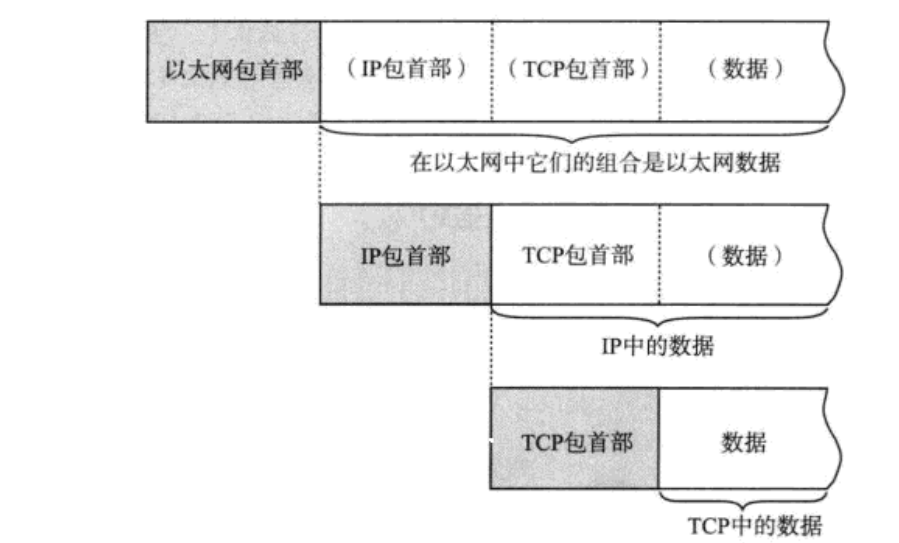 以太网包首部 （IP包首部） （TCP包首部） （数据）
在以太网中它们的组合是以太网数据
IP包首部 TCP包首部 （数据）
IP中的数据
TCP包首部 数据
TCP中的数据